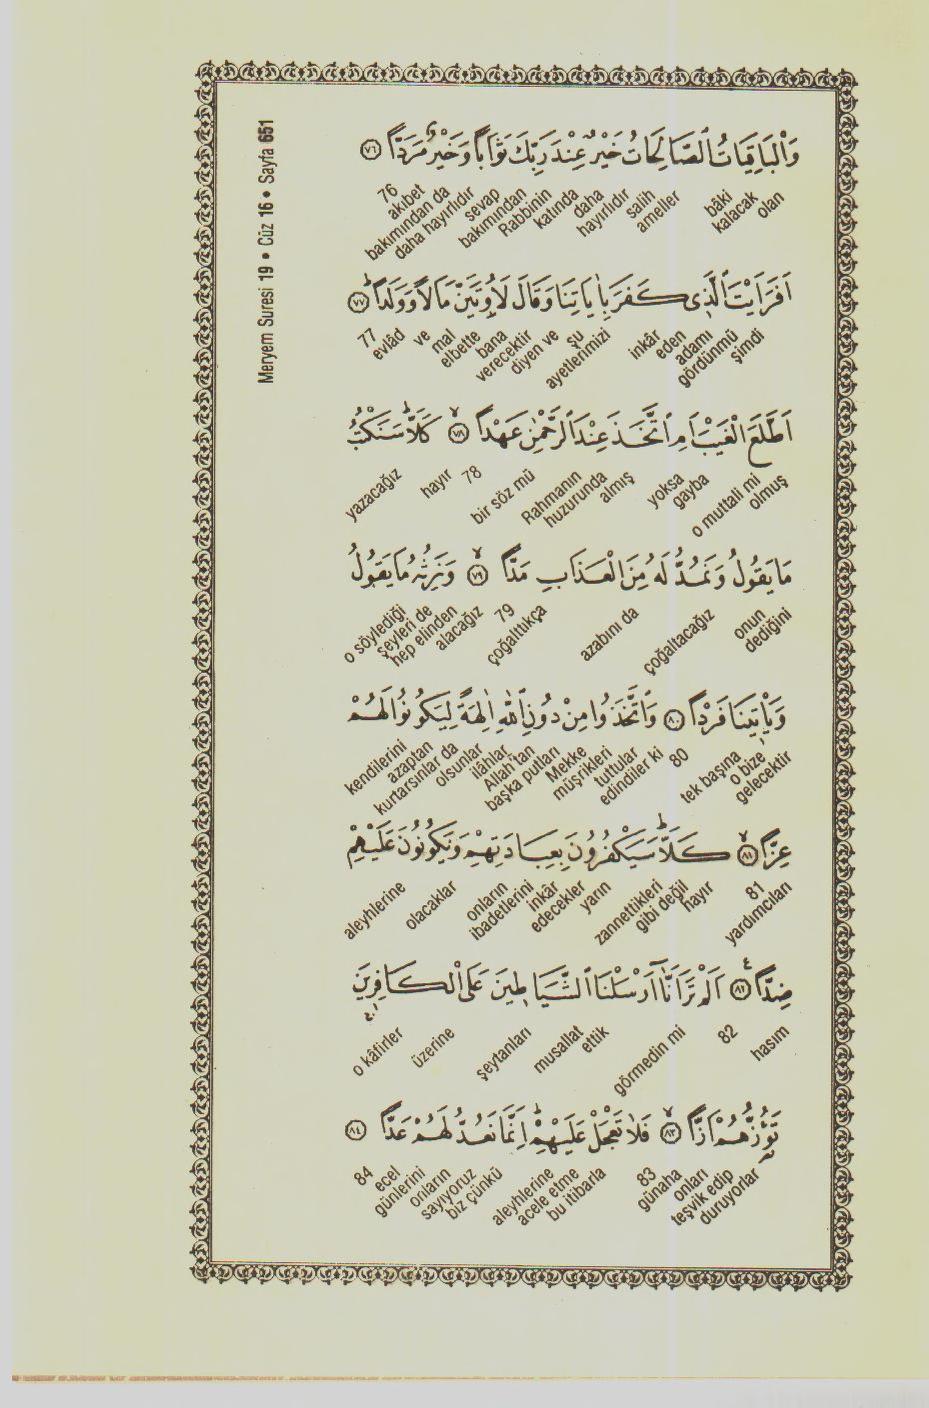 Meryem Suresi 19 • Cüz 16 • Sayfa 651
وَالْبَاقِيَاتُ الصَّالِحَاتُ خَيْرٌ عِنْدَ رَبِّكَ ثَوَابًا وَخَيْرٌ مَرَدًّا ﴿٧٦﴾
olan
kalacak
bâki
ameller
salih
hayırlıdır
daha
katında
Rabbinin
bakımından
sevap
daha hayırlıdır
bakımından da
akıbet
76
اَفَرَاَيْتَ الَّذٖى كَفَرَ بِاٰيَاتِنَا وَقَالَ لَاُوتَيَنَّ مَالًا وَوَلَدًا ﴿٧٧﴾
şimdi
gördünmü
adamı
eden
inkâr
ayetlerimizi
şu
diyen ve
verecektir
bana
elbette
mal
ve
evlâd
77
اَطَّلَعَ الْغَيْبَ اَمِ اتَّخَذَ عِنْدَ الرَّحْمٰنِ عَهْدًا ﴿٧٨﴾ كَلَّا سَنَكْتُبُ
olmuş
o muttali mi
gayba
yoksa
almış
huzurunda
Rahmanın
bir söz mü
78
hayır
yazacağız
مَا يَقُولُ وَنَمُدُّ لَهُ مِنَ الْعَذَابِ مَدًّا ﴿٧٩﴾ وَنَرِثُهُ مَا يَقُولُ
dediğini
onun
çoğaltacağız
azabını da
çoğalttıkça
79
alacağız
hep elinden
şeyleri de
o söylediği
وَيَاْتٖينَا فَرْدًا ﴿٨٠﴾ وَاتَّخَذُوا مِنْ دُونِ اللّٰهِ اٰلِهَةً لِيَكُونُوا لَهُمْ
gelecektir
o bize
tek başına
80
edindiler ki
tuttular
müşrikleri
Mekke
başka putları
Allah'tan
ilâhlar
olsunlar
kurtarsınlar da
azaptan
kendilerini
عِزًّا ﴿٨١﴾ كَلَّا سَيَكْفُرُونَ بِعِبَادَتِهِمْ وَيَكُونُونَ عَلَيْهِمْ
yardımcıları
81
hayır
gibi değil
zannettikleri
yarın
edecekler
inkâr
ibadetlerini
onların
olacaklar
aleyhlerine
ضِدًّا ﴿٨٢﴾ اَلَمْ تَرَ اَنَّا اَرْسَلْنَا الشَّيَاطٖينَ عَلَى الْكَافِرٖينَ
hasım
82
görmedin mi
ettik
musallat
şeytanları
üzerine
o kâfirler
تَؤُزُّهُمْ اَزًّا ﴿٨٣﴾ فَلَا تَعْجَلْ عَلَيْهِمْ اِنَّمَا نَعُدُّ لَهُمْ عَدًّا ﴿٨٤﴾
duruyorlar
teşvik edip
onları
günaha
83
bu itibarla
acele etme
aleyhlerine
biz çünkü
sayıyoruz
onların
günlerini
ecel
84